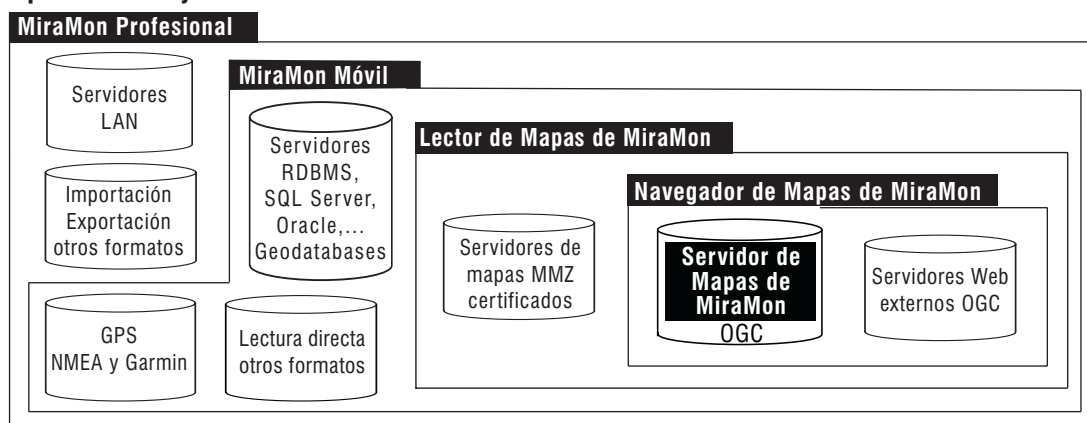 MiraMon Profesional
Servidores
LAN
Importación
Exportación
otros formatos
MiraMon Móvil
Servidores
RDBMS,
SQL Server,
Oracle,...
Geodatabases
GPS
NMEA y Garmin
Lectura directa
otros formatos
Lector de Mapas de MiraMon
Servidores de
mapas MMZ
certificados
Navegador de Mapas de MiraMon
Servidor de
Mapas de
MiraMon
OGC
Servidores Web
externos OGC